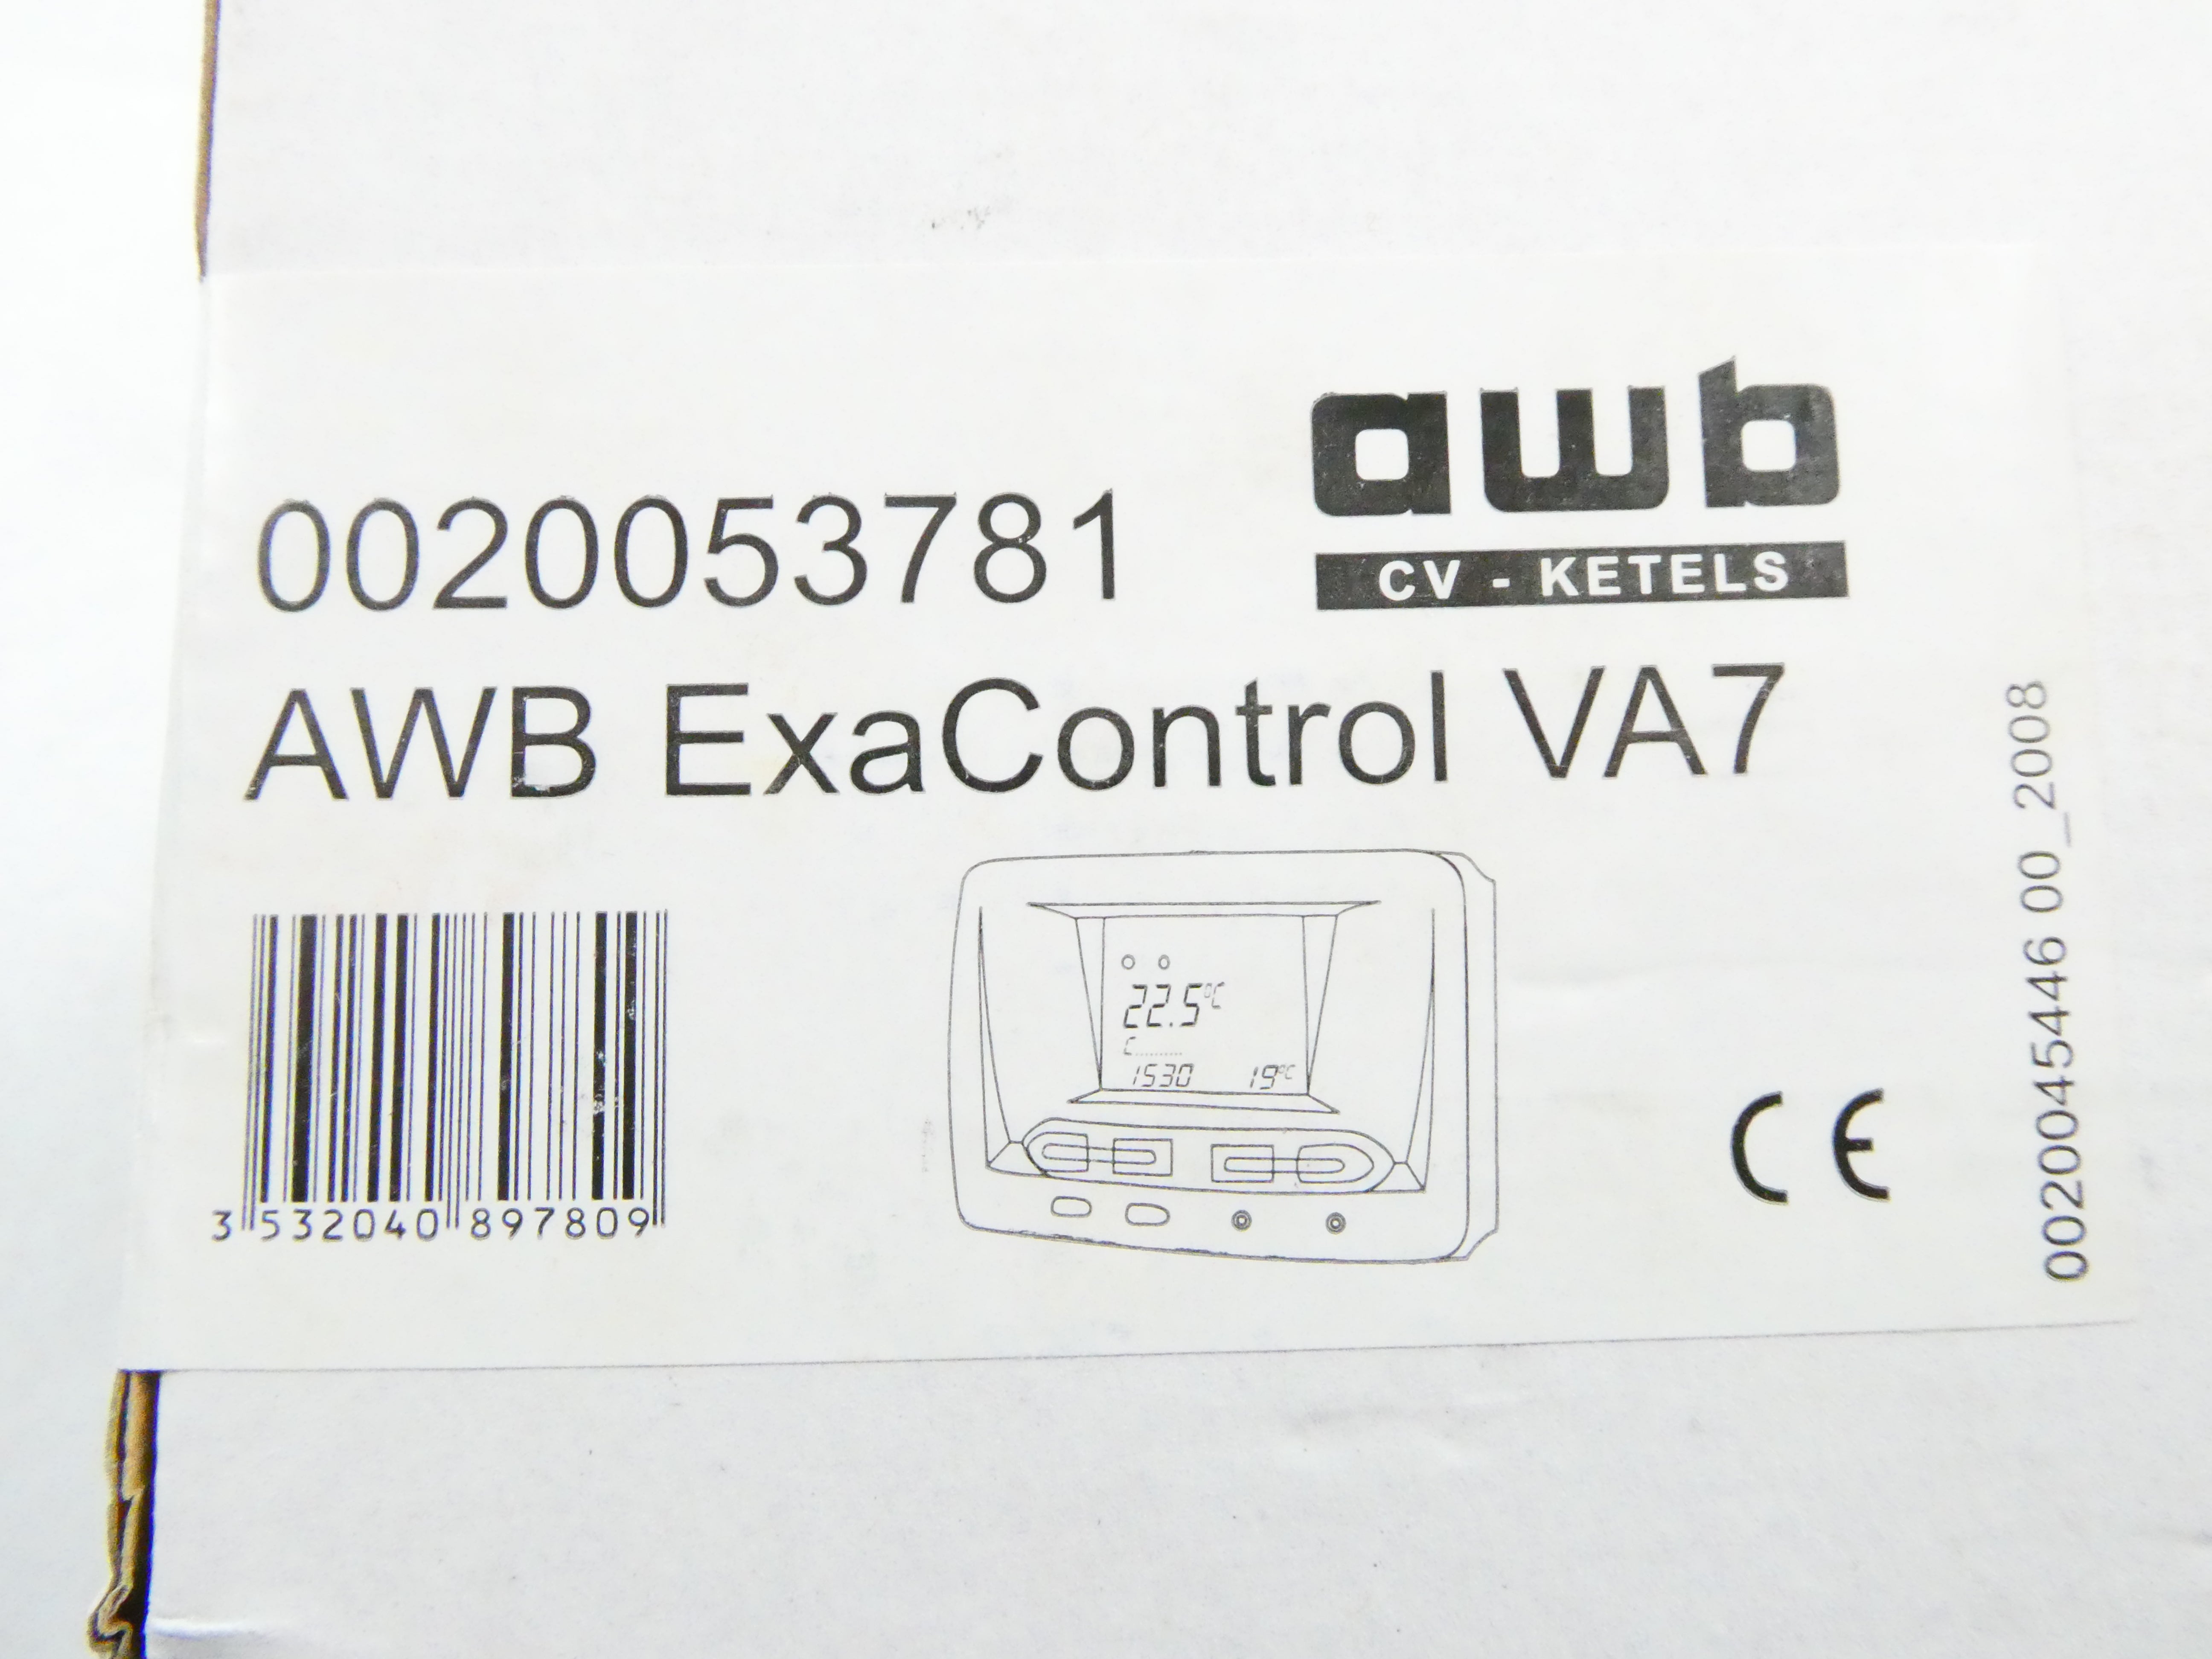 awb
CV - KETELS
0020053781
AWB ExaControl VA7
22.5°C
C
1530 19°C
3 532040 897809
CE
0020045446 00_2008